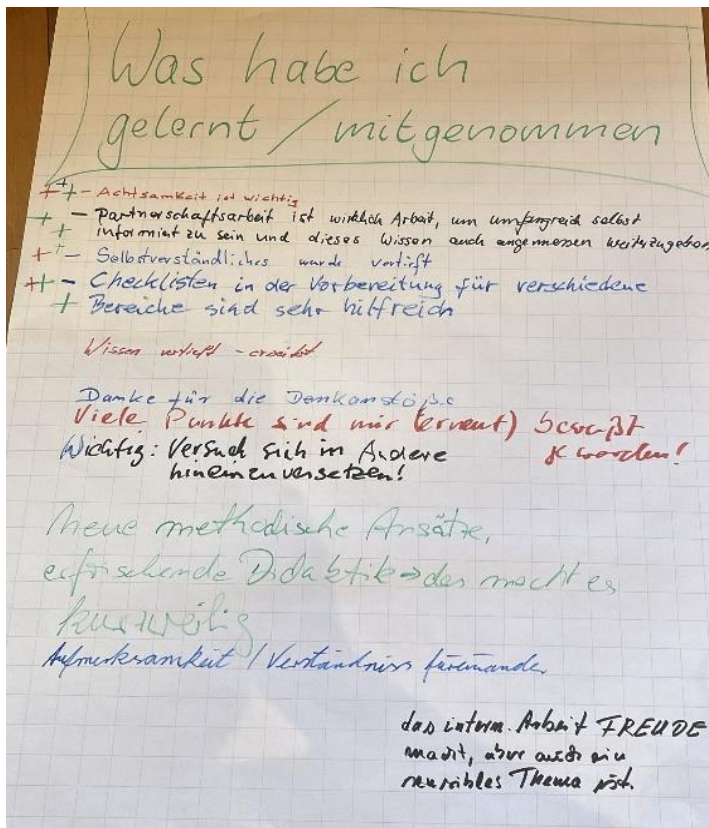 Was habe ich
gelernt / mitgenommen
++ - Achtsamkeit ist wichtig
+ - Partnerschaftsarbeit ist wirklich Arbeit, um umfangreich selbst
+ informiert zu sein und dieses Wissen auch angemessen weiterzugeben
++ - Selbstverständliches wurde vertieft
++ - Checklisten in der Vorbereitung für verschiedene
+ Bereiche sind sehr hilfreich
Wissen vertieft - erweitert
Danke für die Denkanstöße
Viele Punkte sind mir (erneut) bewußt
geworden!
Wichtig: Versuch sich in Andere
hineinzuversetzen!
Neue methodische Ansätze,
erfrischende Didaktik → das macht es
kurzweilig
Aufmerksamkeit / Verständniss füreinander
das intern. Arbeit FREUDE
macht, aber auch ein
sensibles Thema ist.